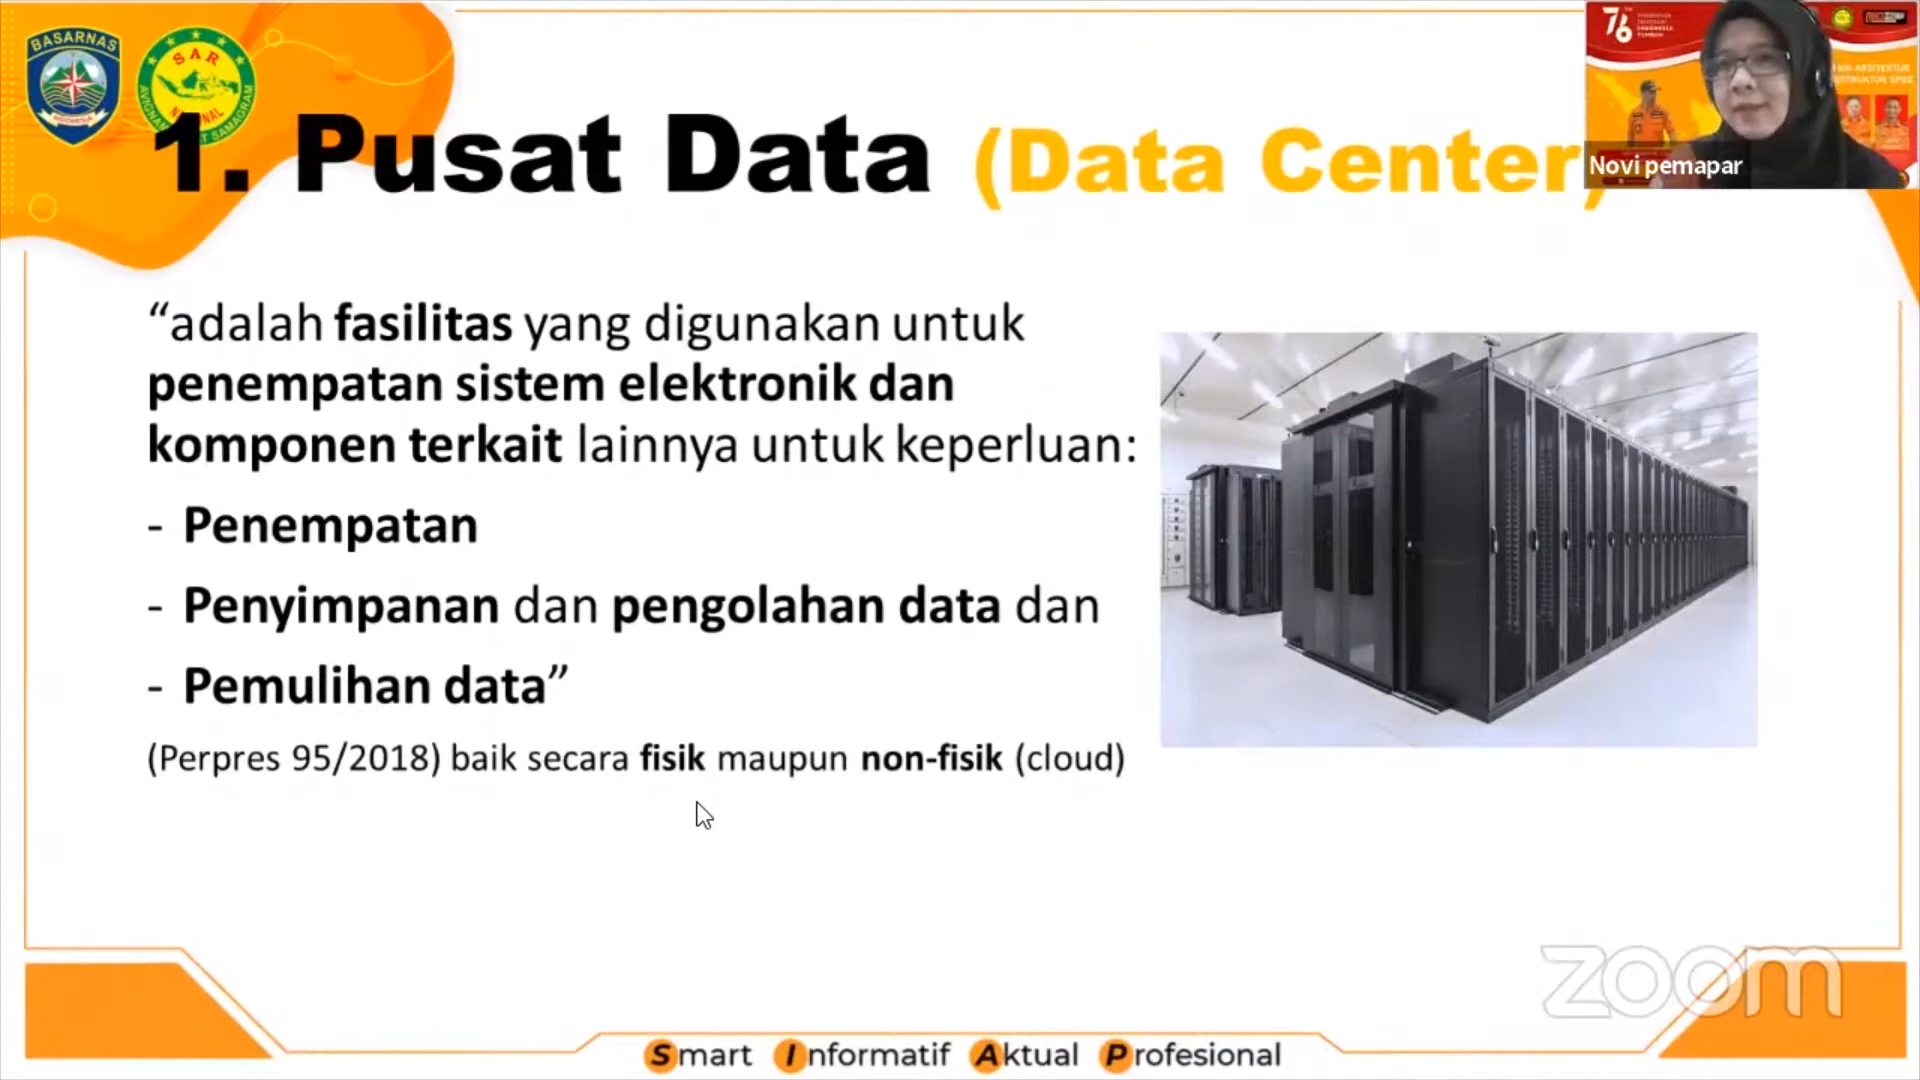 BASARNAS
INDONESIA
SAR
NASIONAL
1. Pusat Data (Data Center)
76
Novi pemapar
“adalah fasilitas yang digunakan untuk
penempatan sistem elektronik dan
komponen terkait lainnya untuk keperluan:
- Penempatan
- Penyimpanan dan pengolahan data dan
- Pemulihan data”
(Perpres 95/2018) baik secara fisik maupun non-fisik (cloud)
zoom
Smart Informatif Aktual Profesional